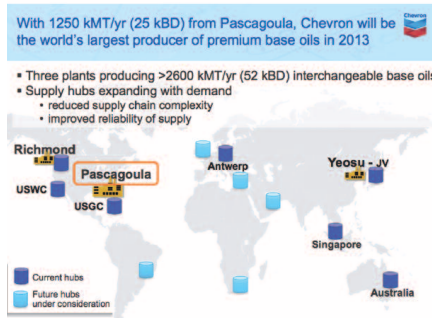 With 1250 kMT/yr (25 kBD) from Pascagoula, Chevron will be
the world's largest producer of premium base oils in 2013
Chevron
▪ Three plants producing >2600 kMT/yr (52 kBD) interchangeable base oils
▪ Supply hubs expanding with demand
• reduced supply chain complexity
• improved reliability of supply
Richmond
Pascagoula
Antwerp
Yeosu - JV
USWC
USGC
Singapore
Australia
Current hubs
Future hubs
under consideration